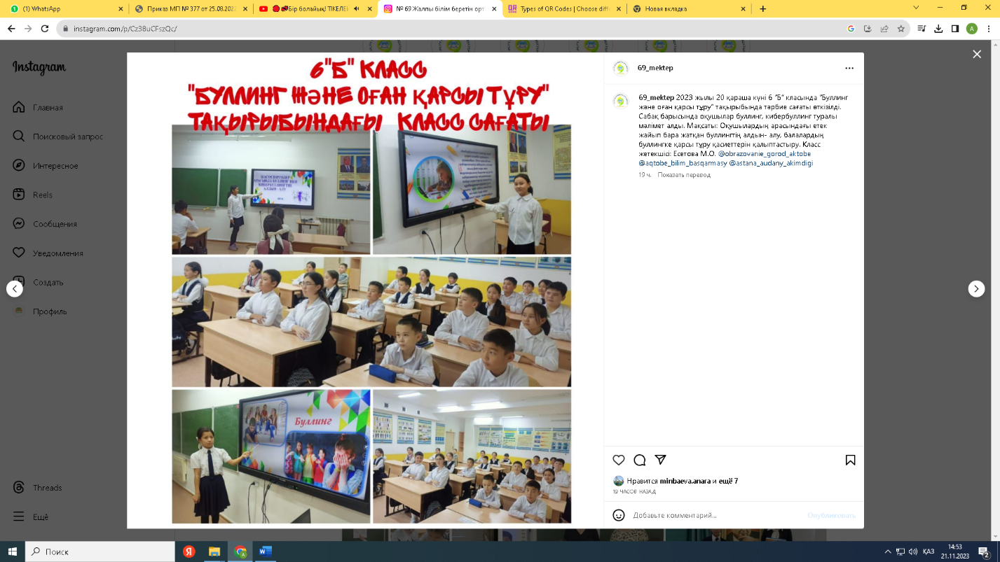 (1) WhatsApp
Приказ МП № 377 от 25.08.2022
Бір болайық! ТІКЕЛЕЙ
№ 69 Жалпы білім беретін орт
Types of QR Codes | Choose diff
Новая вкладка
instagram.com/p/Cz38uCFszQc/
A
Instagram
Главная
Поисковый запрос
Интересное
Reels
Сообщения
Уведомления
Создать
Профиль
Threads
Ещё
6"Б" КЛАСС
"БУЛЛИНГ ЖӘНЕ ОҒАН ҚАРСЫ ТҰРУ"
ТАҚЫРЫБЫНДАҒЫ КЛАСС САҒАТЫ
Буллинг
69_mektep
69_mektep 2023 жылы 20 қараша күні 6 "Б" класында "Буллинг
және оған қарсы тұру" тақырыбында тәрбие сағаты өткізілді.
Сабақ барысында оқушылар буллинг, кибербуллинг туралы
мәлімет алды. Мақсаты: Оқушылардың арасындағы етек
жайып бара жатқан буллингтің алдын- алу, балалардың
буллингке қарсы тұру қасиеттерін қалыптастыру. Класс
жетекшісі: Есетова М.О. @obrazovanie_gorod_aktobe
@aqtobe_bilim_basqarmasy @astana_audany_akimdigi
19 ч. Показать перевод
Нравится minbaeva.anara и ещё 7
19 ЧАСОВ НАЗАД
Добавьте комментарий...
Опубликовать
Поиск
ҚАЗ
14:53
21.11.2023
2